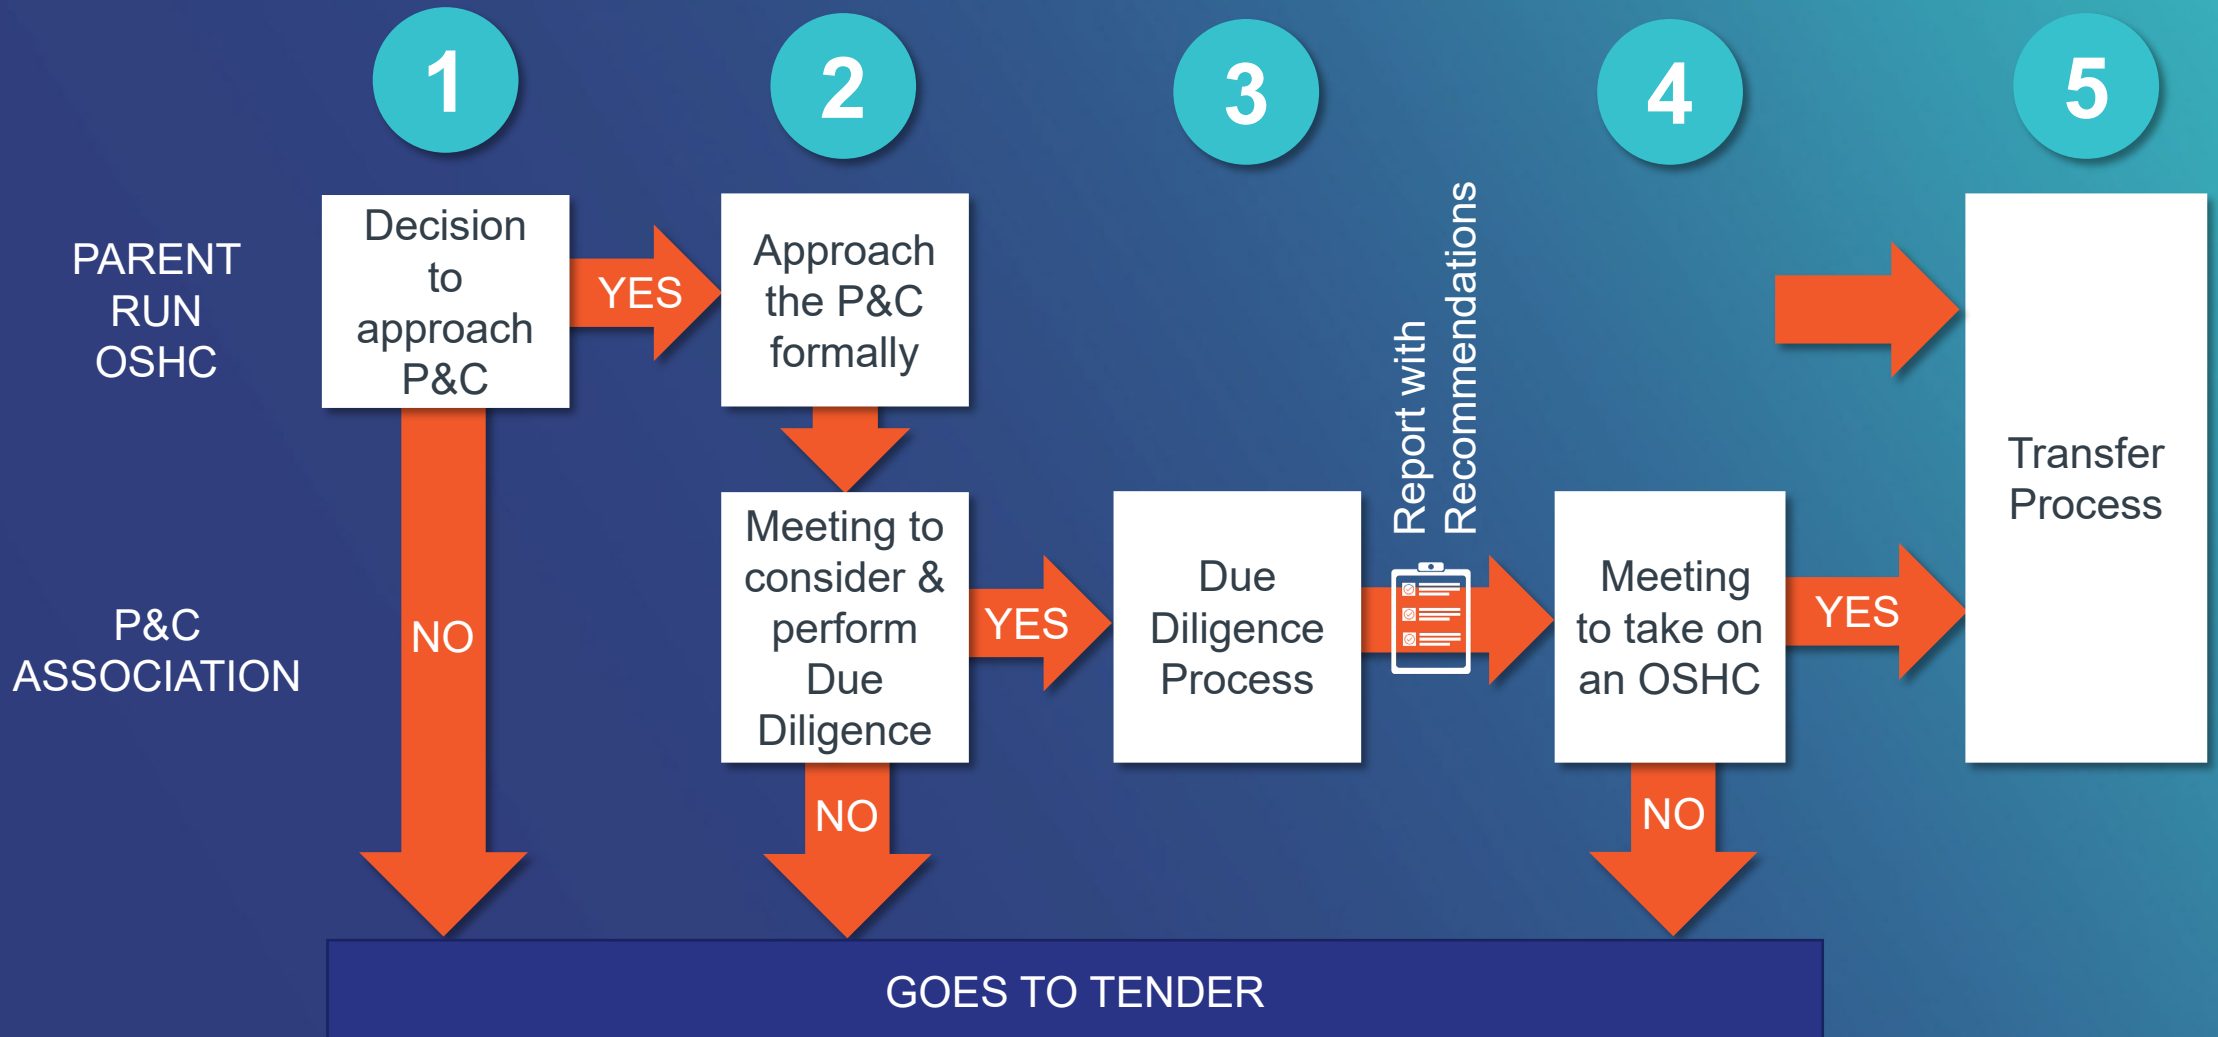 1
2
3
4
5
PARENT
RUN
OSHC
Decision
to
approach
P&C
YES
Approach
the P&C
formally
Report with
Recommendations
Transfer
Process
P&C
ASSOCIATION
NO
Meeting to
consider &
perform
Due
Diligence
YES
Due
Diligence
Process
Meeting
to take on
an OSHC
YES
NO
NO
GOES TO TENDER